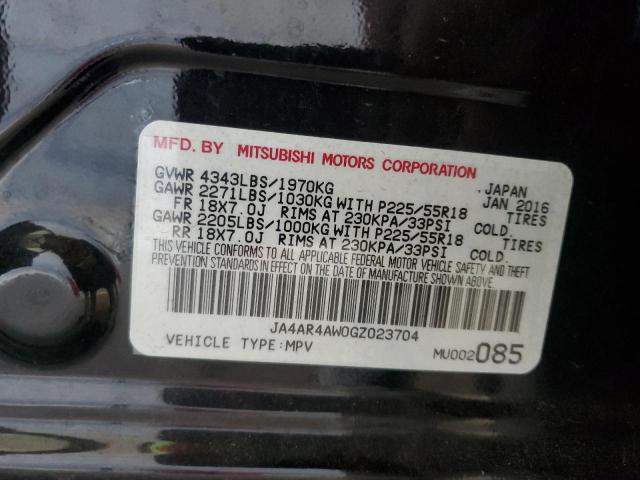 MFD. BY MITSUBISHI MOTORS CORPORATION
GVWR 4343LBS/1970KG JAPAN
GAWR 2271LBS/1030KG WITH P225/55R18 JAN 2016
FR 18X7.0J RIMS AT 230KPA/33PSI COLD. TIRES
GAWR 2205LBS/1000KG WITH P225/55R18 TIRES
RR 18X7.0J RIMS AT 230KPA/33PSI COLD.
THIS VEHICLE CONFORMS TO ALL APPLICABLE FEDERAL MOTOR VEHICLE SAFETY AND THEFT
PREVENTION STANDARDS IN EFFECT ON THE DATE OF MANUFACTURE SHOWN ABOVE.
JA4AR4AW0GZ023704
VEHICLE TYPE:MPV MU002085